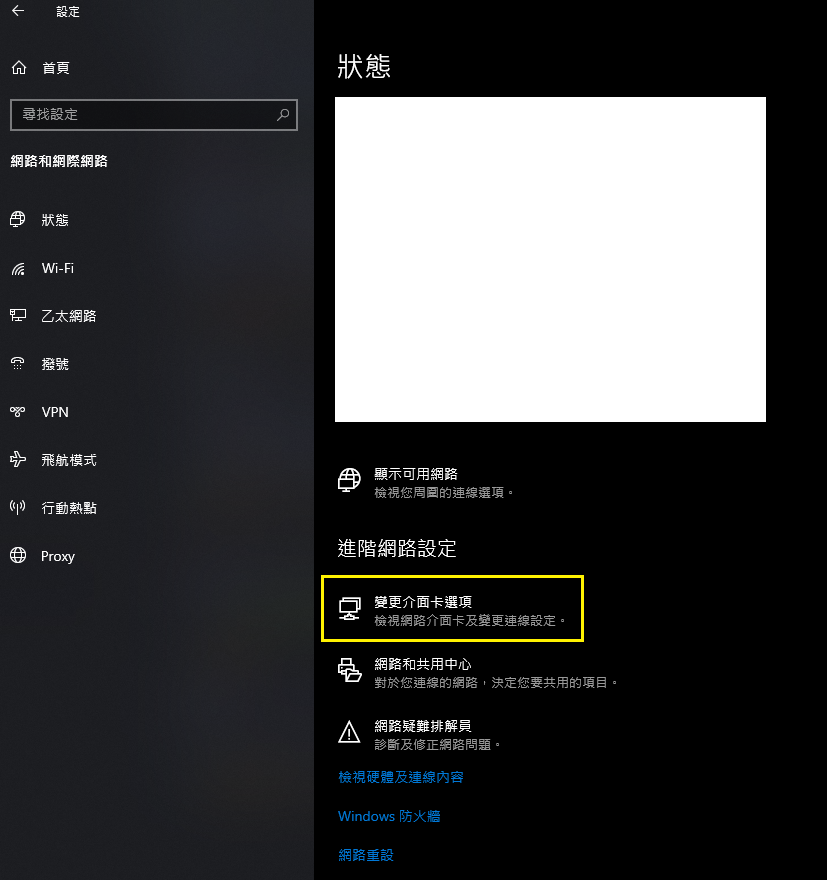 設定
首頁
尋找設定
網路和網際網路
狀態
Wi-Fi
乙太網路
撥號
VPN
飛航模式
行動熱點
Proxy
狀態
顯示可用網路
檢視您周圍的連線選項。
進階網路設定
變更介面卡選項
檢視網路介面卡及變更連線設定。
網路和共用中心
對於您連線的網路，決定您要共用的項目。
網路疑難排解員
診斷及修正網路問題。
檢視硬體及連線內容
Windows 防火牆
網路重設